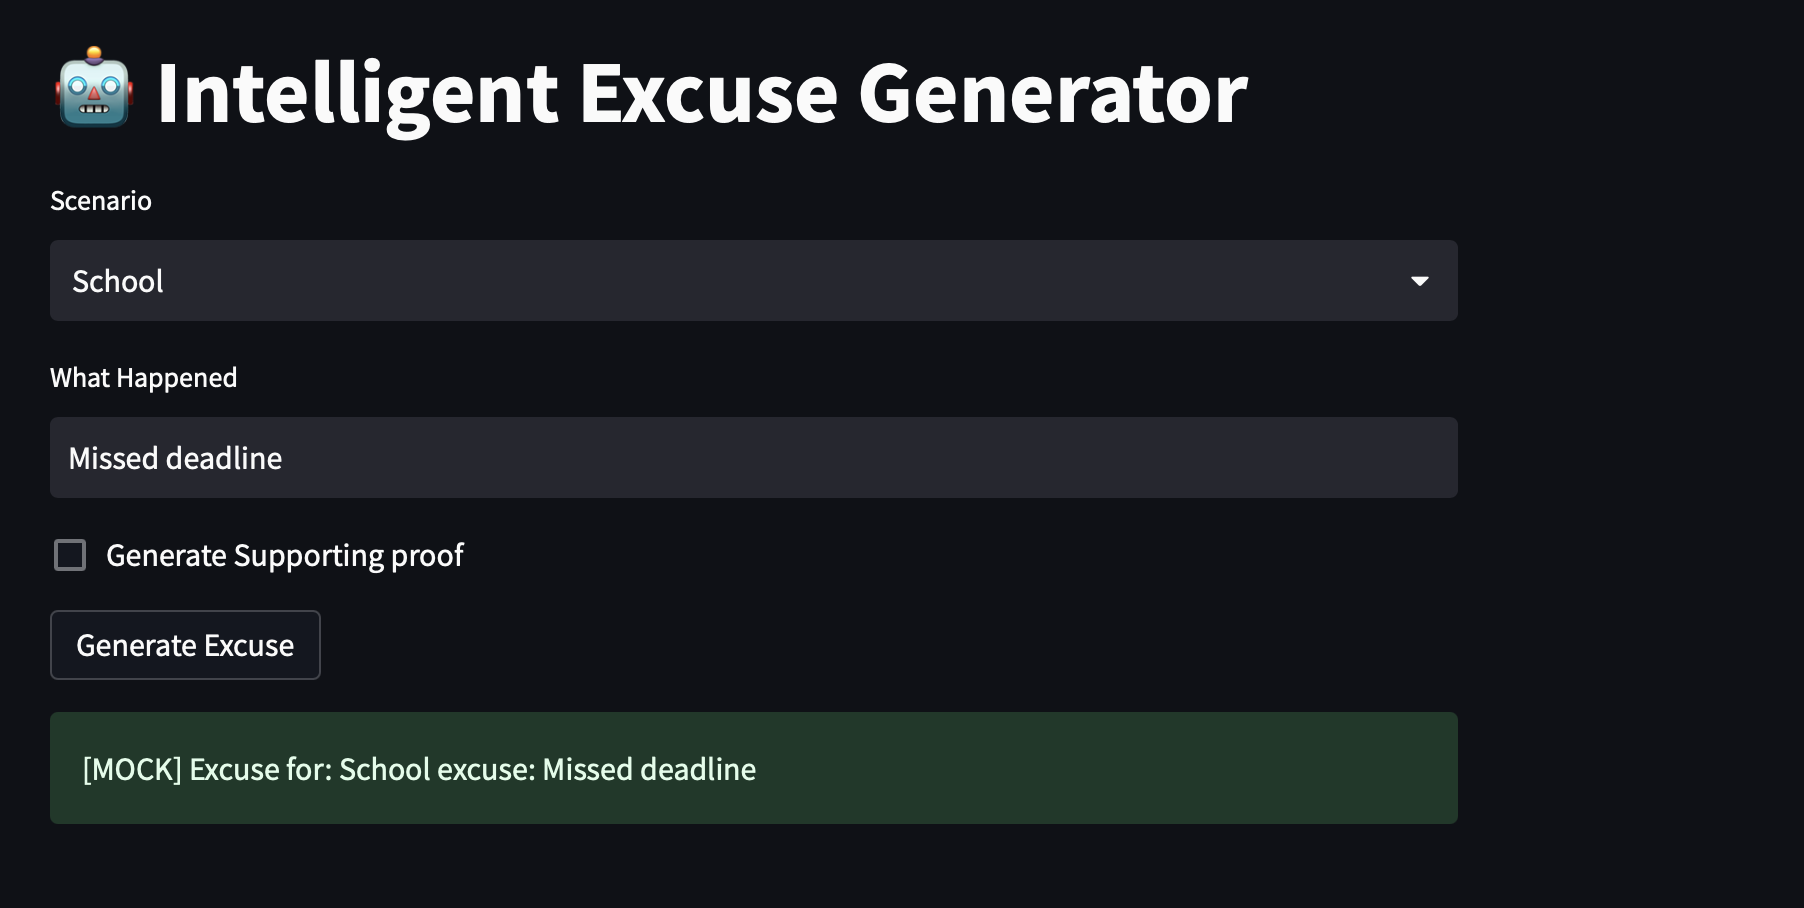 Intelligent Excuse Generator
Scenario
School
What Happened
Missed deadline
Generate Supporting proof
Generate Excuse
[MOCK] Excuse for: School excuse: Missed deadline